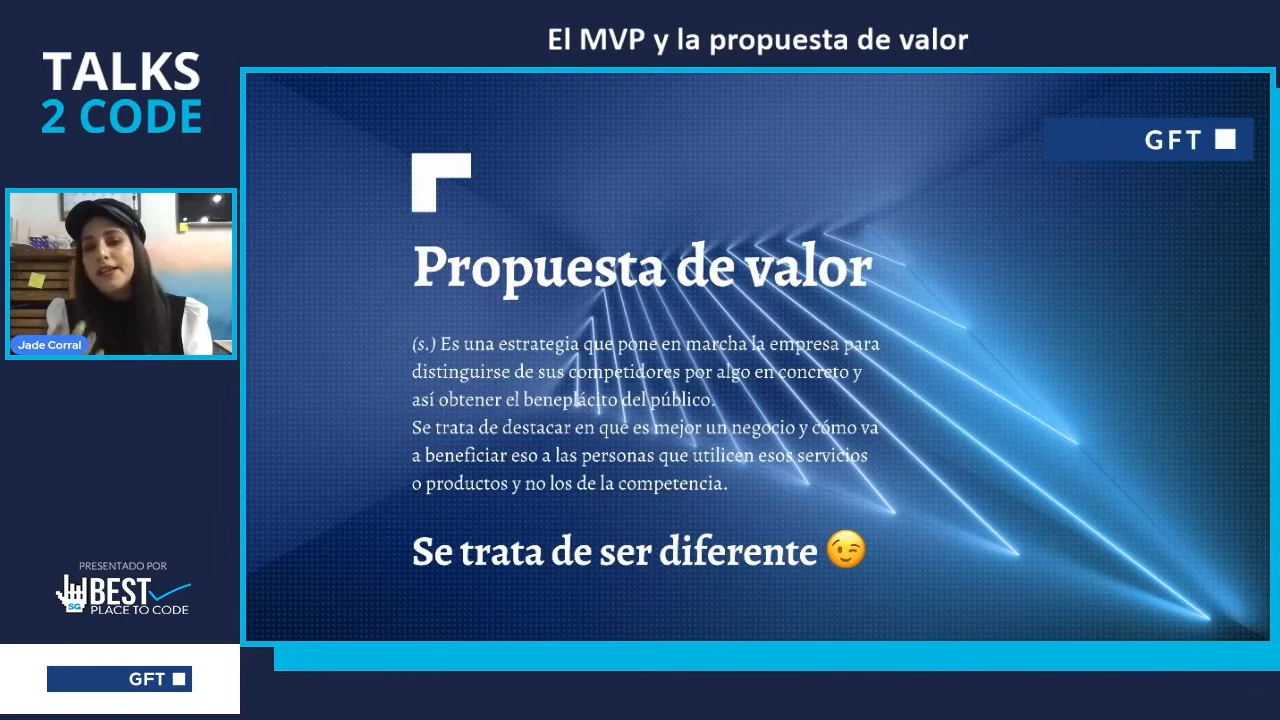 El MVP y la propuesta de valor
TALKS
2 CODE
GFT
Propuesta de valor
(s.) Es una estrategia que pone en marcha la empresa para
distinguirse de sus competidores por algo en concreto y
así obtener el beneplácito del público.
Se trata de destacar en qué es mejor un negocio y cómo va
a beneficiar eso a las personas que utilicen esos servicios
o productos y no los de la competencia.
Se trata de ser diferente 😉
Jade Corral
PRESENTADO POR
SG
BEST
PLACE TO CODE
GFT